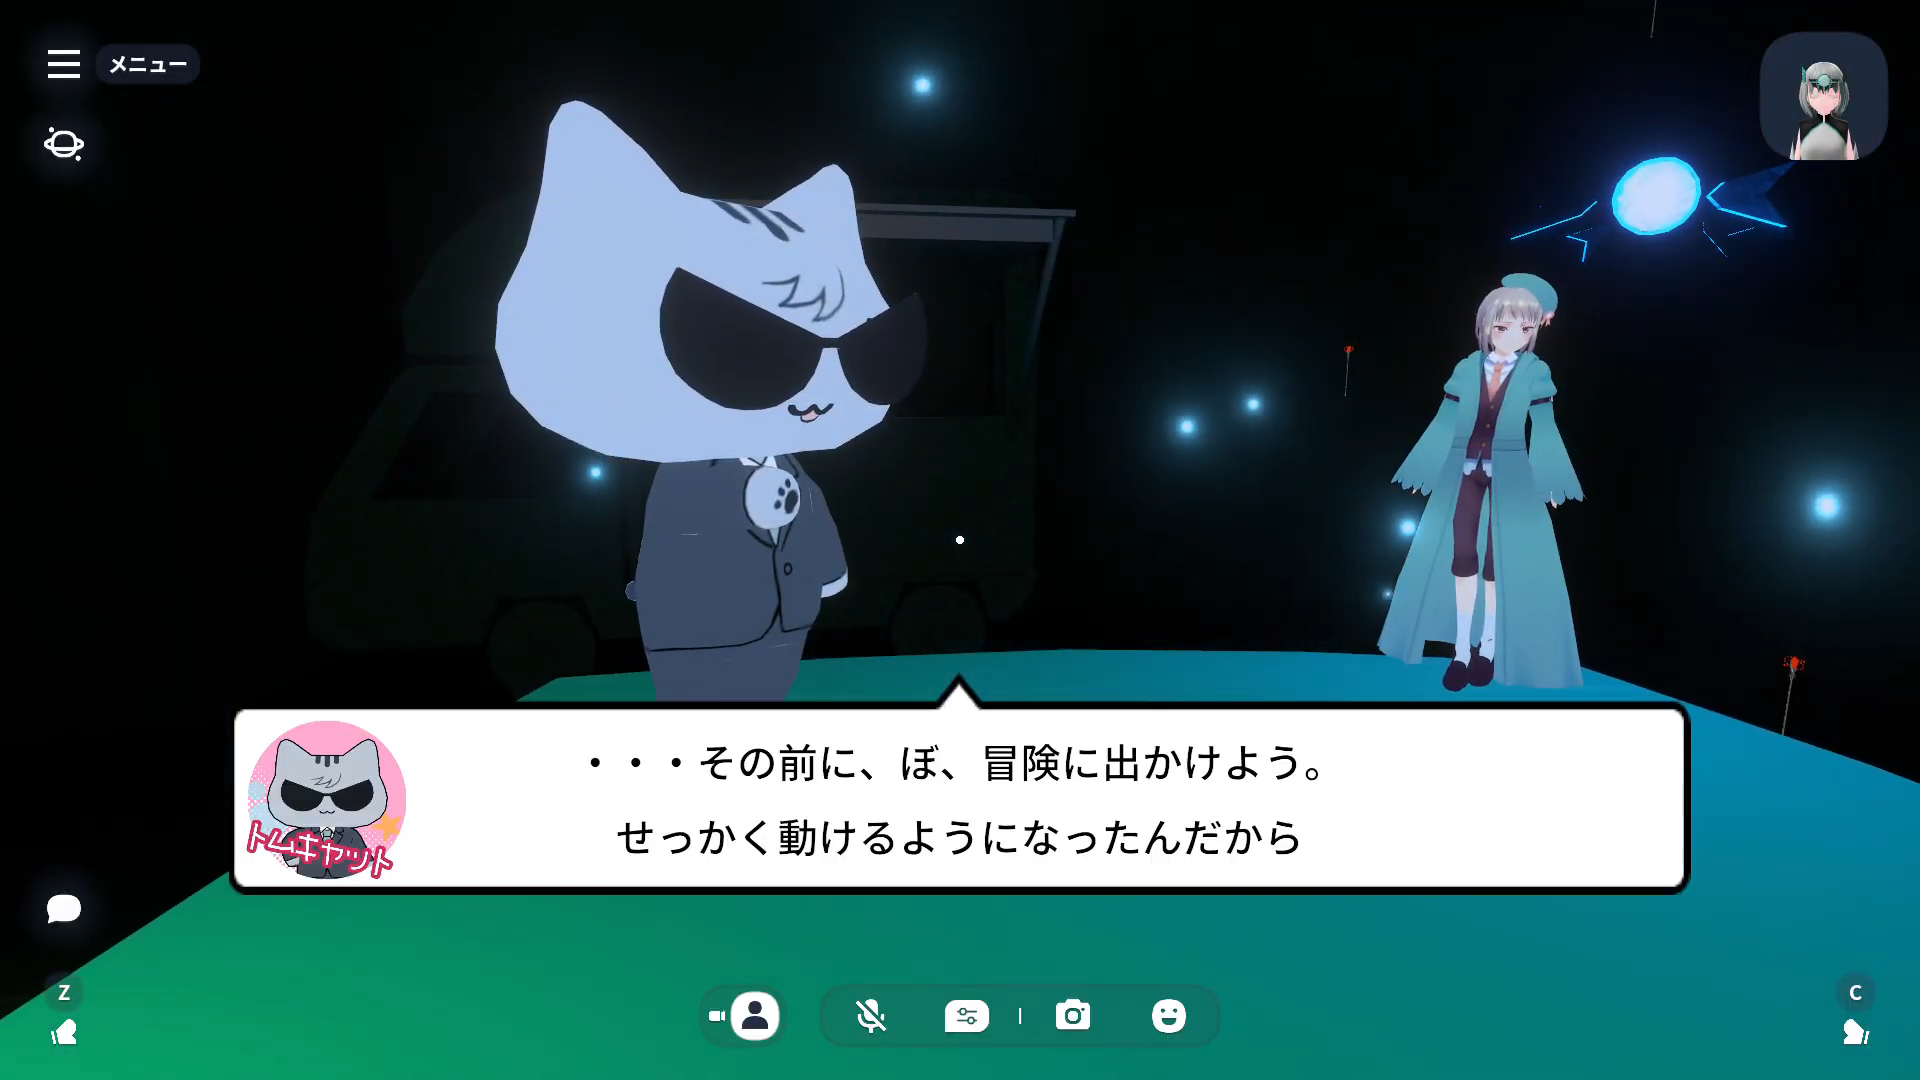 メニュー
・・・その前に、ぼ、冒険に出かけよう。
せっかく動けるようになったんだから
トムキャット
Z
C